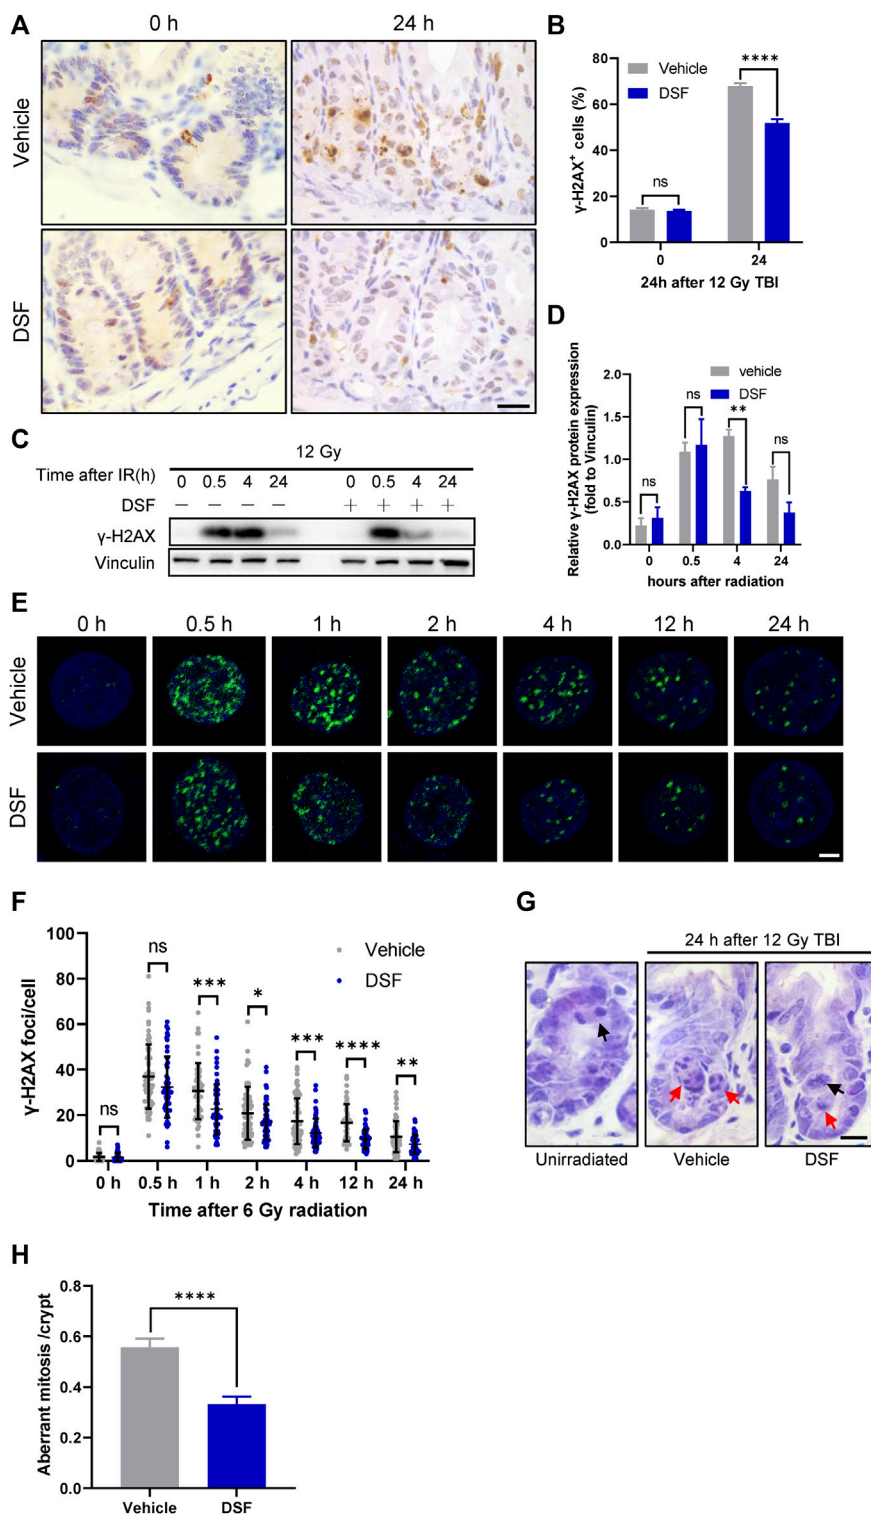 A
0 h
24 h
Vehicle
DSF
B
Vehicle
DSF
****
ns
γ-H2AX⁺ cells (%)
80
60
40
20
0
0
24
24h after 12 Gy TBI
C
12 Gy
Time after IR(h)
0
0.5
4
24
0
0.5
4
24
DSF
−
−
−
−
+
+
+
+
γ-H2AX
Vinculin
D
vehicle
DSF
ns
ns
**
ns
Relative γ-H2AX protein expression
(fold to Vinculin)
2.0
1.5
1.0
0.5
0.0
0
0.5
4
24
hours after radiation
E
0 h
0.5 h
1 h
2 h
4 h
12 h
24 h
Vehicle
DSF
F
γ-H2AX foci/cell
100
80
60
40
20
0
Vehicle
DSF
ns
ns
***
*
***
****
**
0 h
0.5 h
1 h
2 h
4 h
12 h
24 h
Time after 6 Gy radiation
G
24 h after 12 Gy TBI
Unirradiated
Vehicle
DSF
H
Aberrant mitosis /crypt
0.8
0.6
0.4
0.2
0.0
****
Vehicle
DSF